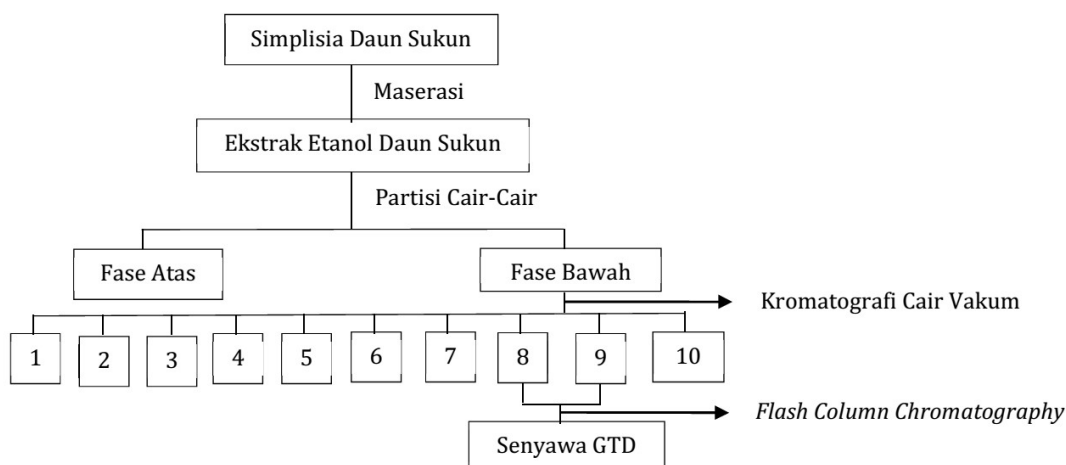 Simplisia Daun Sukun
Maserasi
Ekstrak Etanol Daun Sukun
Partisi Cair-Cair
Fase Atas
Fase Bawah
Kromatografi Cair Vakum
1 2 3 4 5 6 7 8 9 10
Flash Column Chromatography
Senyawa GTD